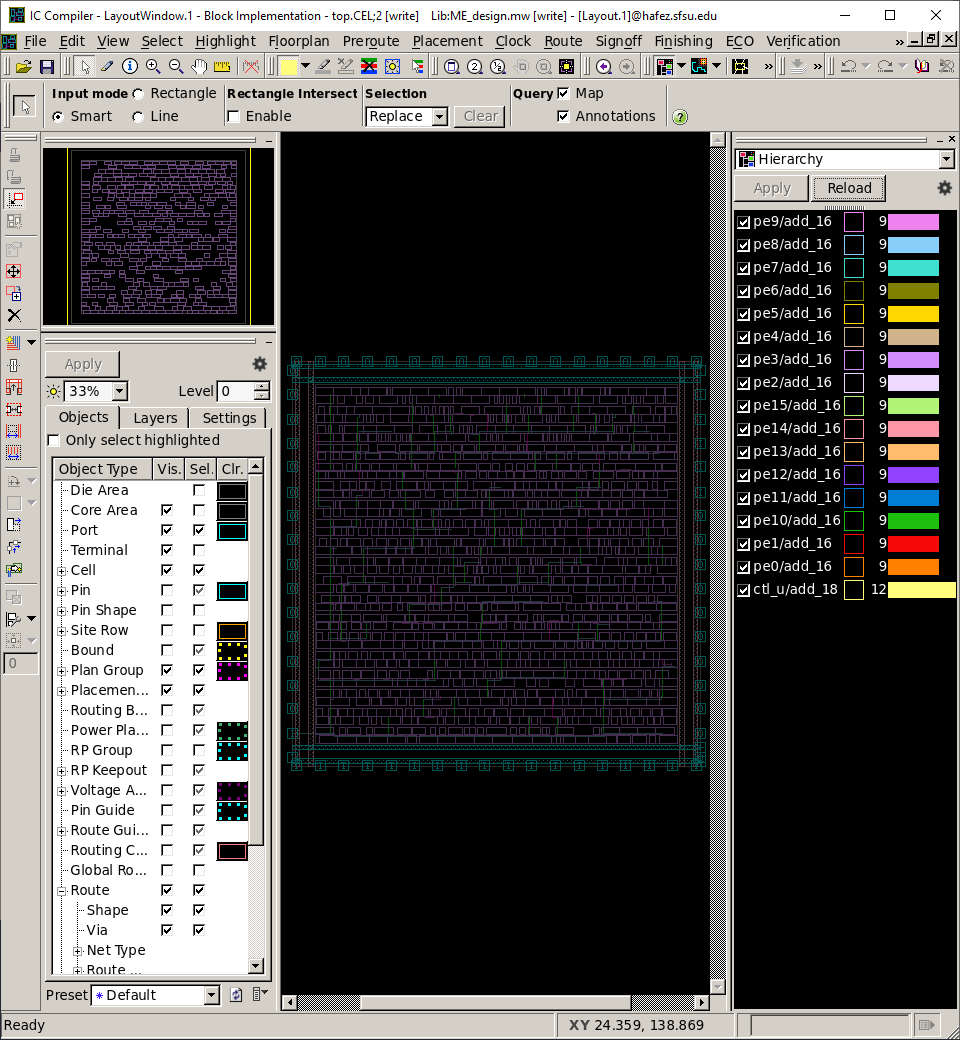 IC Compiler - LayoutWindow.1 - Block Implementation - top.CEL;2 [write]    Lib:ME_design.mw [write] - [Layout.1]@hafez.sfsu.edu
File Edit View Select Highlight Floorplan Preroute Placement Clock Route Signoff Finishing ECO Verification »
Input mode Rectangle Rectangle Intersect Selection Query Map
Smart Line Enable Replace Clear Annotations
Hierarchy
Apply Reload
pe9/add_16 9
pe8/add_16 9
pe7/add_16 9
pe6/add_16 9
pe5/add_16 9
pe4/add_16 9
pe3/add_16 9
pe2/add_16 9
pe15/add_16 9
pe14/add_16 9
pe13/add_16 9
pe12/add_16 9
pe11/add_16 9
pe10/add_16 9
pe1/add_16 9
pe0/add_16 9
ctl_u/add_18 12
Apply
33% Level 0
Objects Layers Settings
Only select highlighted
Object Type Vis. Sel. Clr.
Die Area
Core Area
Port
Terminal
Cell
Pin
Pin Shape
Site Row
Bound
Plan Group
Placemen...
Routing B...
Power Pla...
RP Group
RP Keepout
Voltage A...
Pin Guide
Route Gui...
Routing C...
Global Ro...
Route
Shape
Via
Net Type
Route ...
0
Preset * Default
Ready XY 24.359, 138.869